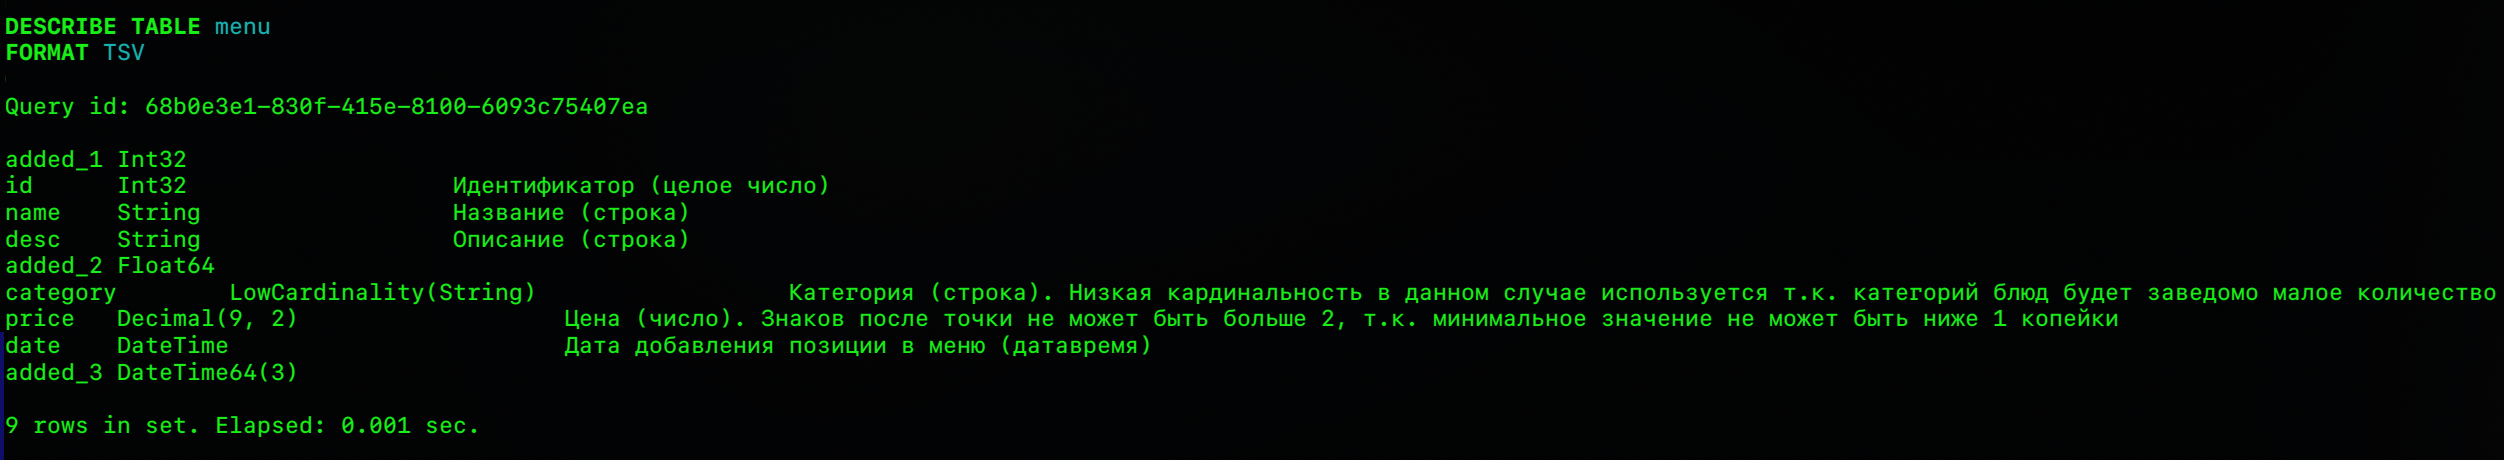 DESCRIBE TABLE menu
FORMAT TSV
Query id: 68b0e3e1-830f-415e-8100-6093c75407ea
added_1 Int32
id Int32 Идентификатор (целое число)
name String Название (строка)
desc String Описание (строка)
added_2 Float64
category LowCardinality(String) Категория (строка). Низкая кардинальность в данном случае используется т.к. категорий блюд будет заведомо малое количество
price Decimal(9, 2) Цена (число). Знаков после точки не может быть больше 2, т.к. минимальное значение не может быть ниже 1 копейки
date DateTime Дата добавления позиции в меню (датавремя)
added_3 DateTime64(3)
9 rows in set. Elapsed: 0.001 sec.